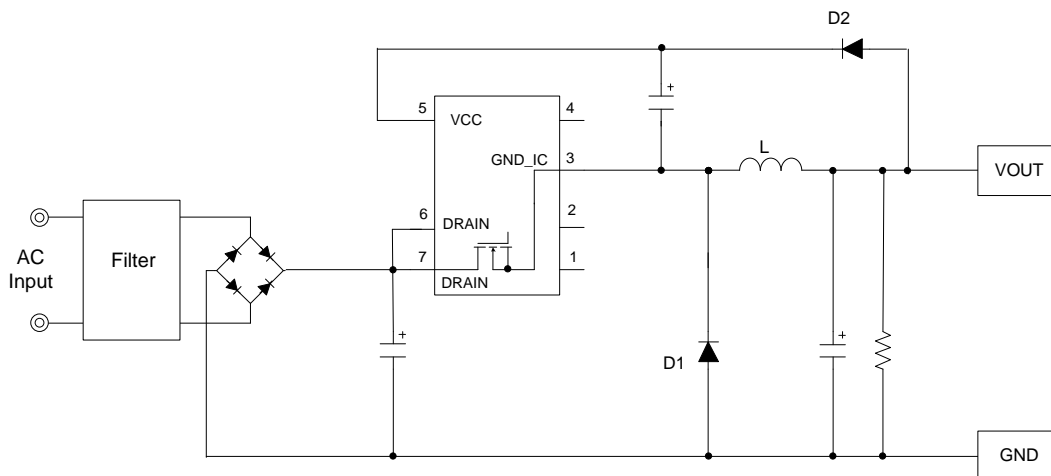 D2
+
5
VCC
4
GND_IC
3
L
VOUT
6
DRAIN
2
7
DRAIN
1
AC
Input
Filter
+
D1
+
GND